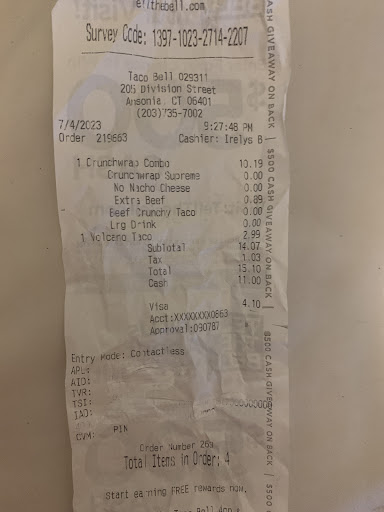 ellthebell.com
Survey Code: 1397-1023-2714-2207
Taco Bell 029311
205 Division Street
Ansonia, CT 06401
(203)735-7002
7/4/2023 9:27:48 PM
Order 219663 Cashier: Irelys B
1 Crunchwrap Combo 10.19
Crunchwrap Supreme 0.00
No Nacho Cheese 0.00
Extra Beef 0.89
Beef Crunchy Taco 0.00
Lrg Drink 0.00
1 Volcano Taco 2.99
Subtotal 14.07
Tax 1.03
Total 15.10
Cash 11.00
Visa 4.10
Acct:XXXXXXXX0863
Approval:090787
Entry Mode: Contactless
APL:
AID:
TVR:
TSI:
IAD:
CVM: PIN
Order Number 263
Total Items in Order: 4
Start earning FREE rewards now,
CASH GIVEAWAY ON BACK
$500 CASH GIVEAWAY ON BACK
$500 CASH GIVEAWAY ON BACK
$500